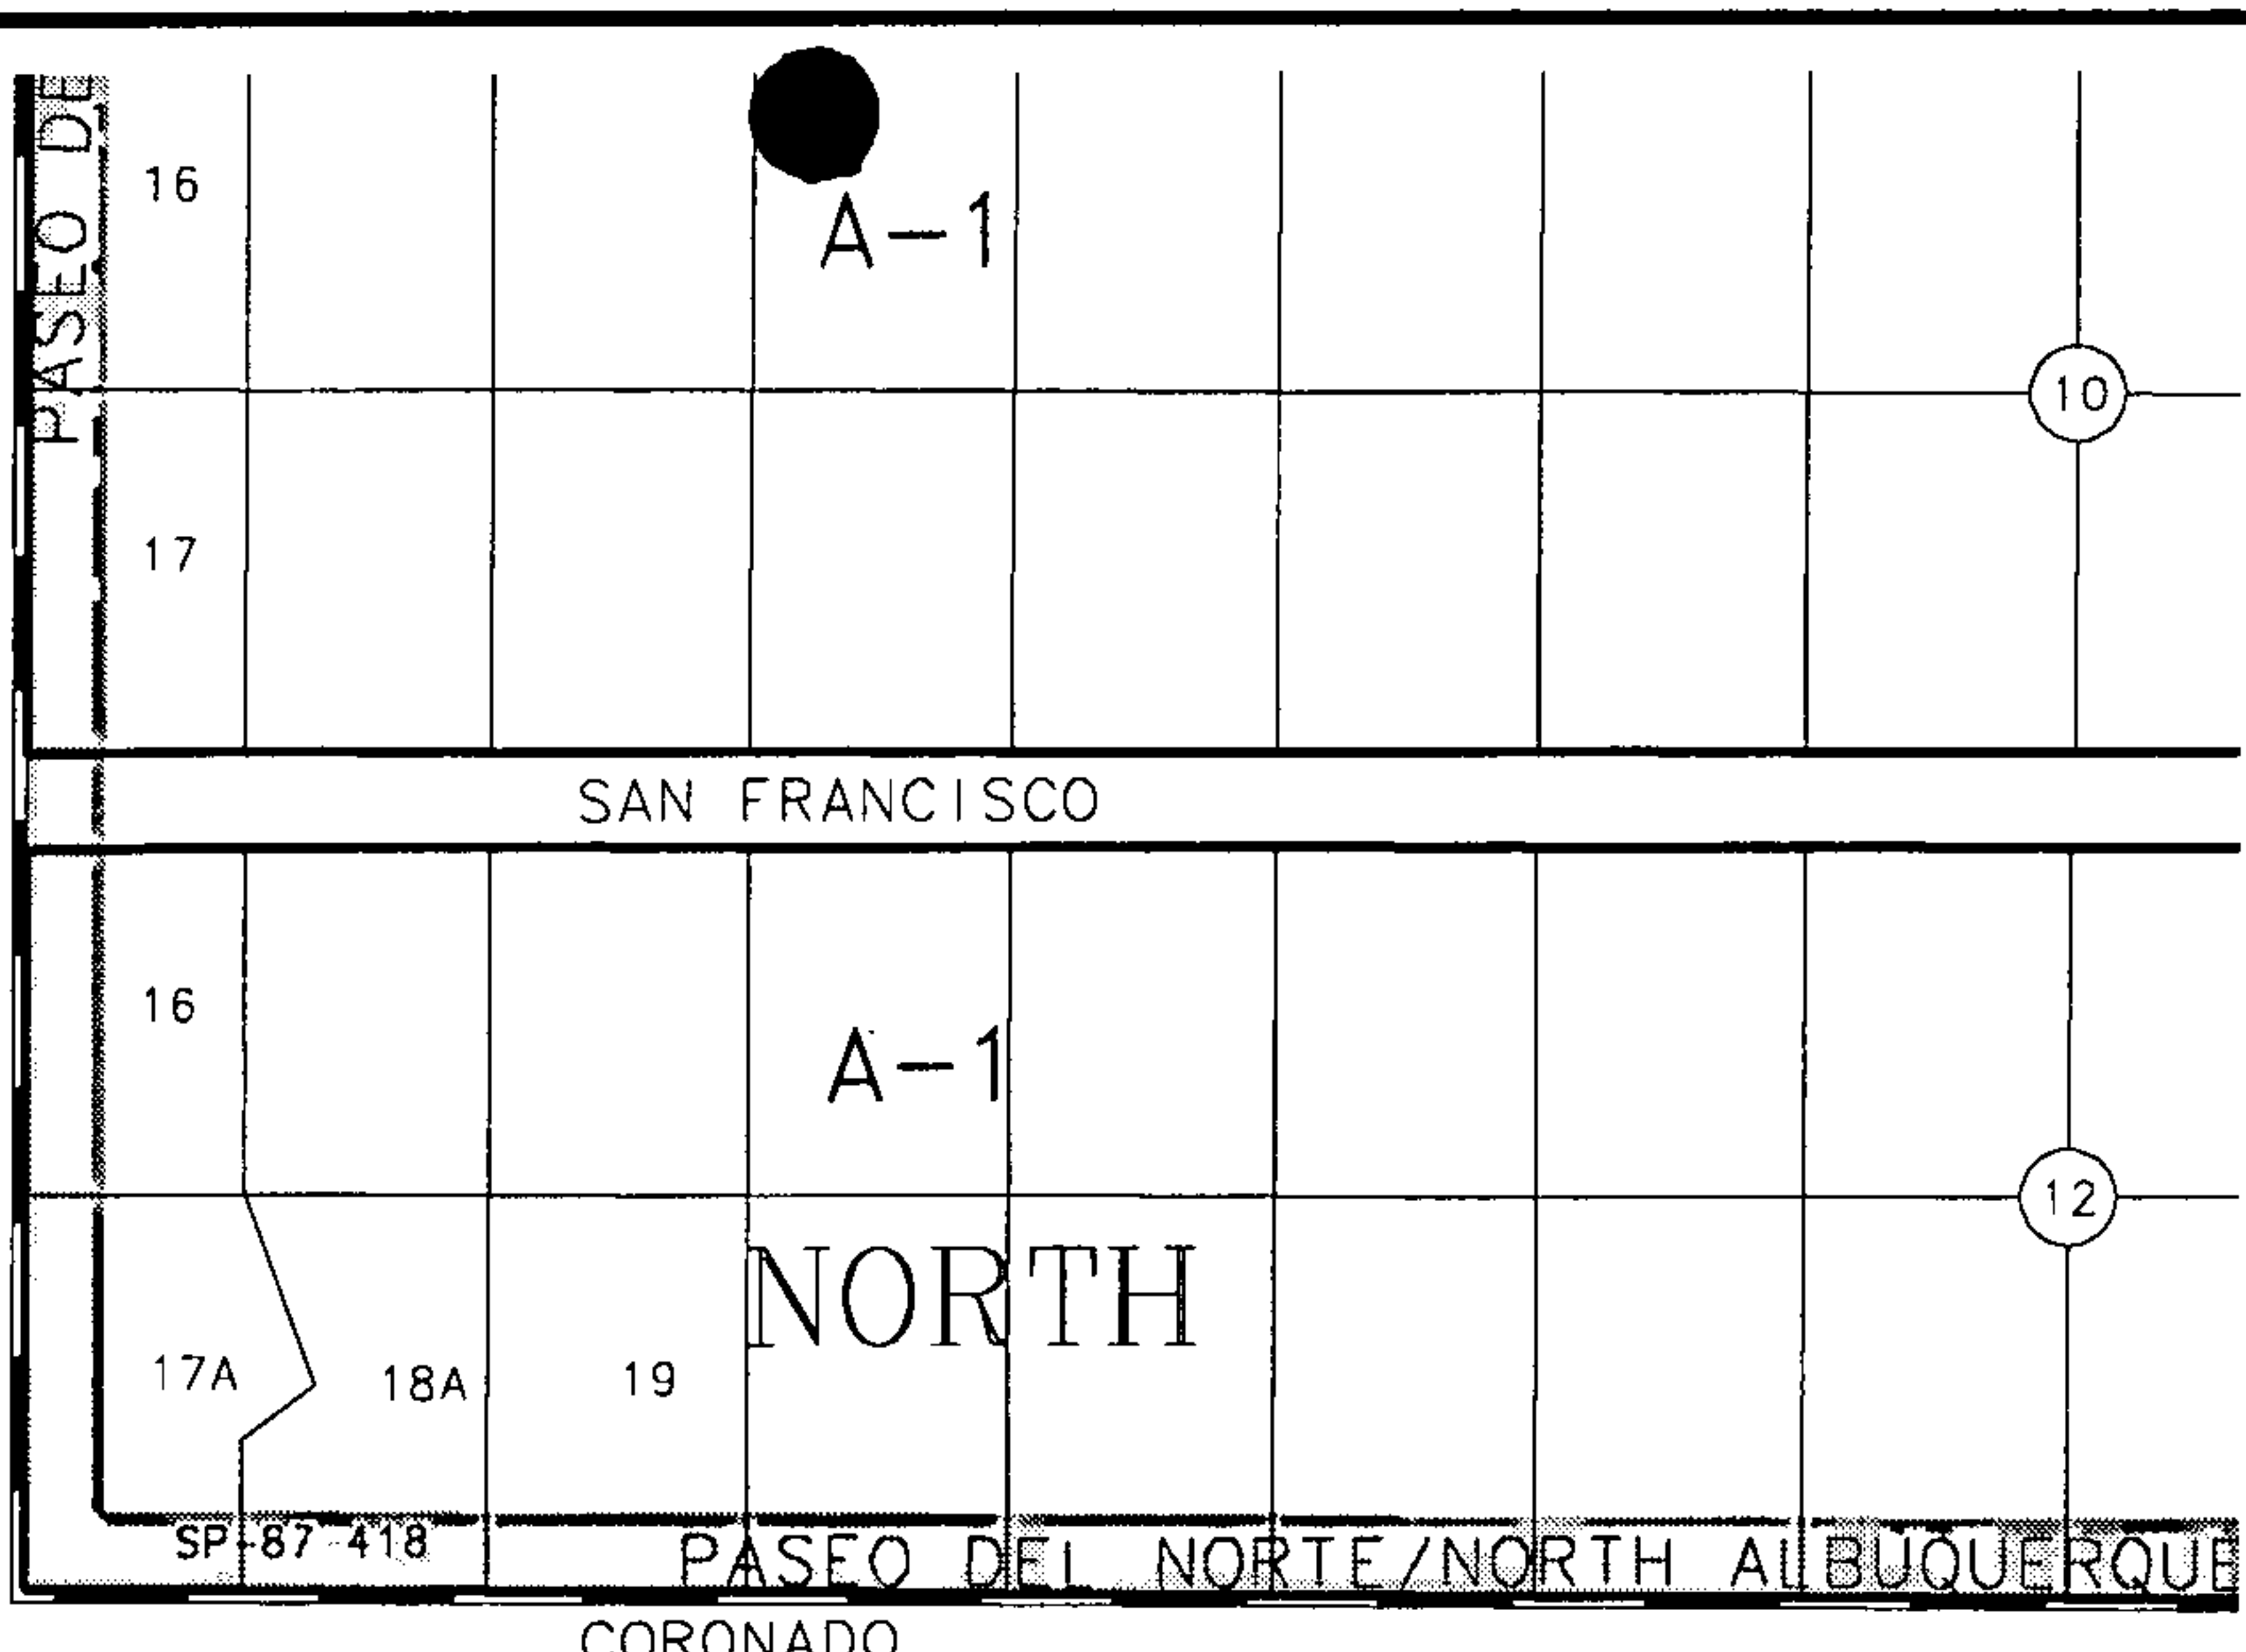 PASEO DE
16
A-1
10
17
SAN FRANCISCO
16
A-1
12
NORTH
17A
18A
19
SP-87-418
PASEO DEL NORTE/NORTH ALBUQUERQUE
CORONADO